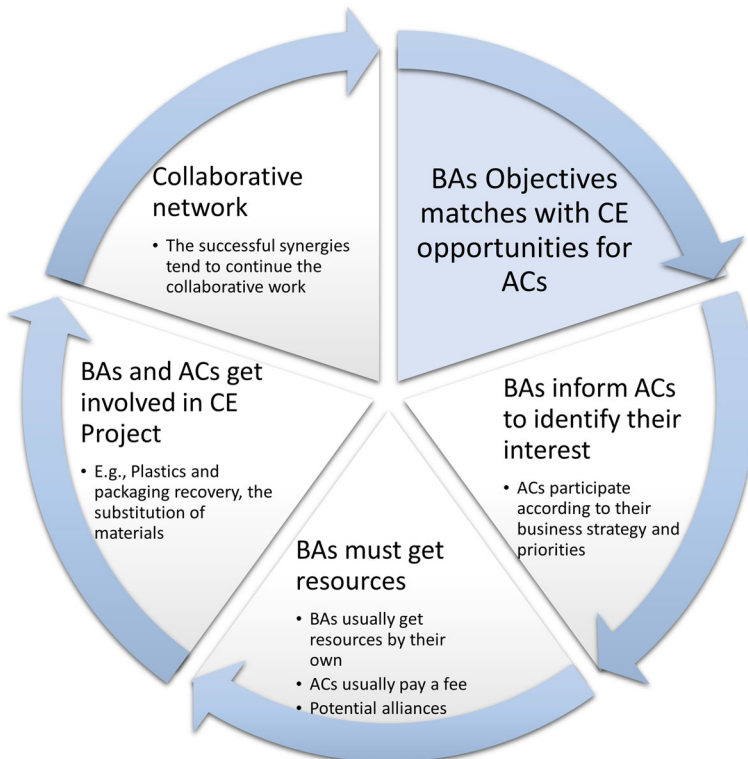 BAs Objectives
matches with CE
opportunities for
ACs
BAs inform ACs
to identify their
interest
• ACs participate
according to their
business strategy and
priorities
BAs must get
resources
• BAs usually get
resources by their
own
• ACs usually pay a fee
• Potential alliances
BAs and ACs get
involved in CE
Project
• E.g., Plastics and
packaging recovery, the
substitution of
materials
Collaborative
network
• The successful synergies
tend to continue the
collaborative work